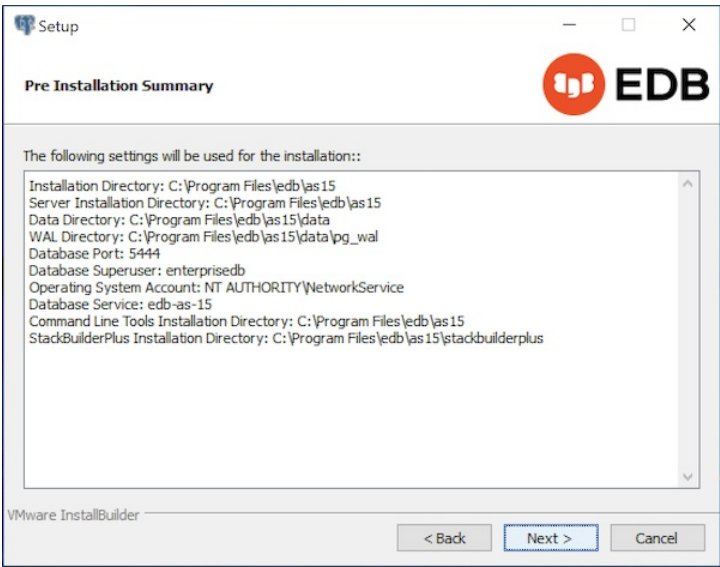 Setup
Pre Installation Summary
EDB
The following settings will be used for the installation::
Installation Directory: C:\Program Files\edb\as15
Server Installation Directory: C:\Program Files\edb\as15
Data Directory: C:\Program Files\edb\as15\data
WAL Directory: C:\Program Files\edb\as15\data\pg_wal
Database Port: 5444
Database Superuser: enterprisedb
Operating System Account: NT AUTHORITY\NetworkService
Database Service: edb-as-15
Command Line Tools Installation Directory: C:\Program Files\edb\as15
StackBuilderPlus Installation Directory: C:\Program Files\edb\as15\stackbuilderplus
VMware InstallBuilder
< Back Next > Cancel